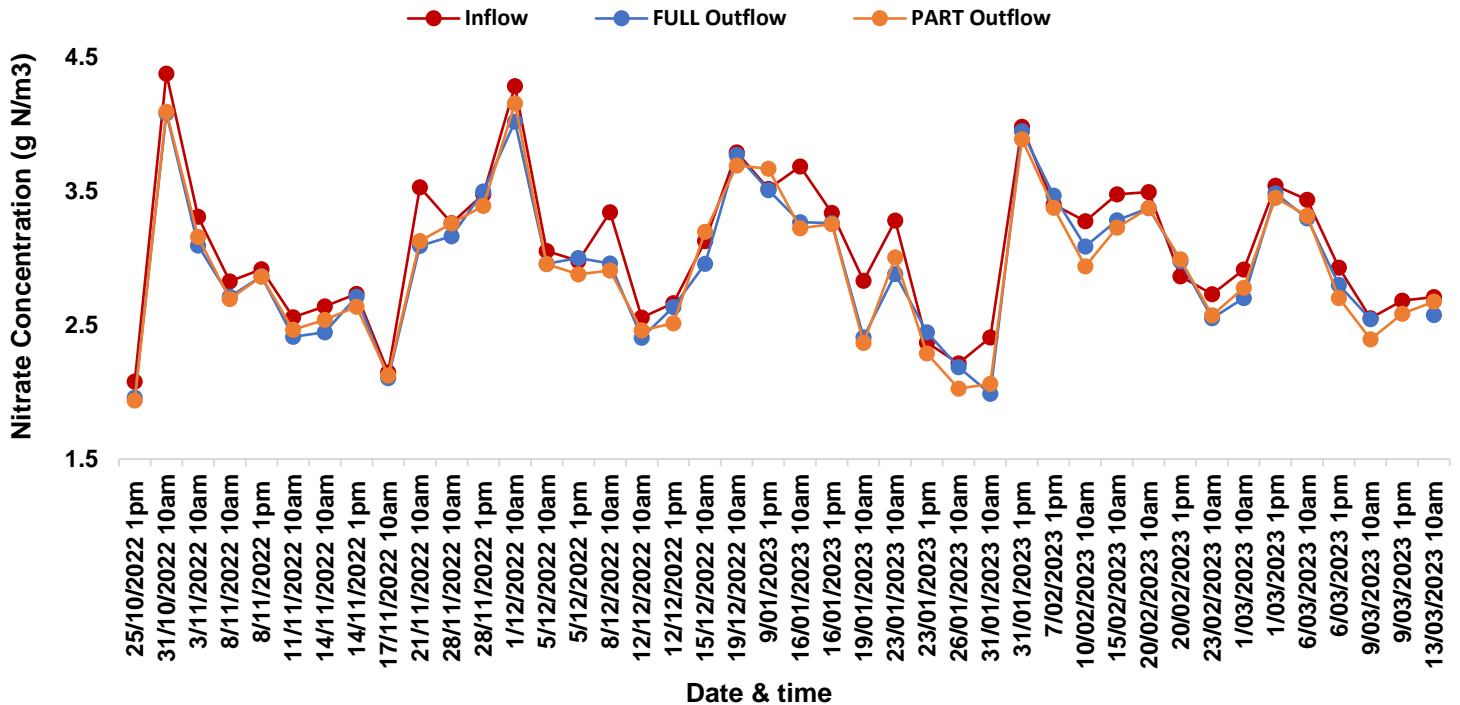 Inflow FULL Outflow PART Outflow
Nitrate Concentration (g N/m3)
4.5
3.5
2.5
1.5
25/10/2022 1pm
31/10/2022 10am
3/11/2022 10am
8/11/2022 10am
8/11/2022 1pm
11/11/2022 10am
14/11/2022 10am
14/11/2022 1pm
17/11/2022 10am
21/11/2022 10am
28/11/2022 10am
28/11/2022 1pm
1/12/2022 10am
5/12/2022 10am
5/12/2022 1pm
8/12/2022 10am
12/12/2022 10am
12/12/2022 1pm
15/12/2022 10am
19/12/2022 10am
9/01/2023 1pm
16/01/2023 10am
16/01/2023 1pm
19/01/2023 10am
23/01/2023 10am
23/01/2023 1pm
26/01/2023 10am
31/01/2023 10am
31/01/2023 1pm
7/02/2023 1pm
10/02/2023 10am
15/02/2023 10am
20/02/2023 10am
20/02/2023 1pm
23/02/2023 10am
1/03/2023 10am
1/03/2023 1pm
6/03/2023 10am
6/03/2023 1pm
9/03/2023 10am
9/03/2023 1pm
13/03/2023 10am
Date & time